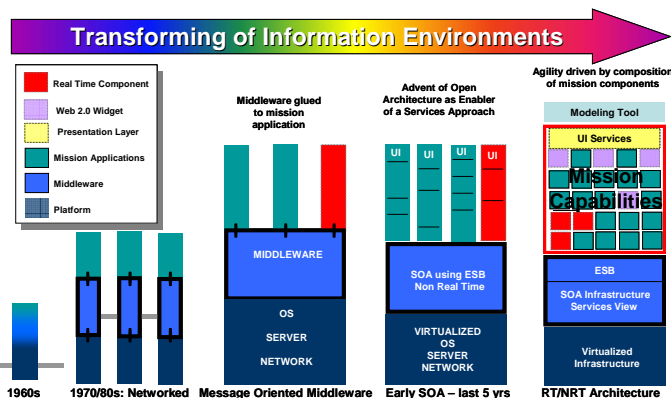 Transforming of Information Environments
Real Time Component
Web 2.0 Widget
Presentation Layer
Mission Applications
Middleware
Platform
Middleware glued
to mission
application
Advent of Open
Architecture as Enabler
of a Services Approach
Agility driven by composition
of mission components
Modeling Tool
UI Services
Mission
Capabilities
UI
UI
UI
UI
MIDDLEWARE
OS
SERVER
NETWORK
SOA using ESB
Non Real Time
VIRTUALIZED
OS
SERVER
NETWORK
ESB
SOA Infrastructure
Services View
Virtualized
Infrastructure
1960s
1970/80s: Networked
Message Oriented Middleware
Early SOA – last 5 yrs
RT/NRT Architecture